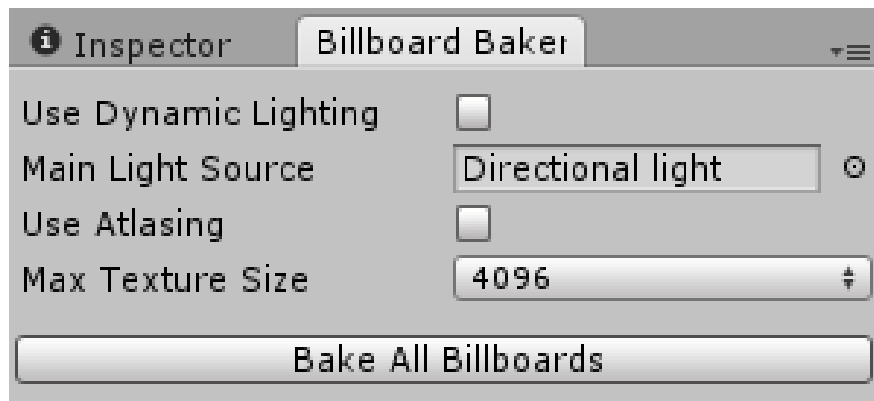 Inspector Billboard Baker
Use Dynamic Lighting
Main Light Source Directional light
Use Atlasing
Max Texture Size 4096
Bake All Billboards